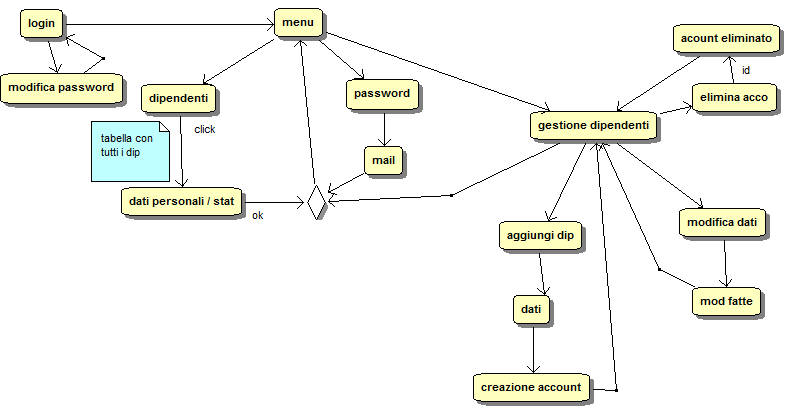 login
menu
acount eliminato
modifica password
dipendenti
password
id
elimina acco
click
gestione dipendenti
tabella con
tutti i dip
mail
dati personali / stat
ok
aggiungi dip
modifica dati
dati
mod fatte
creazione account